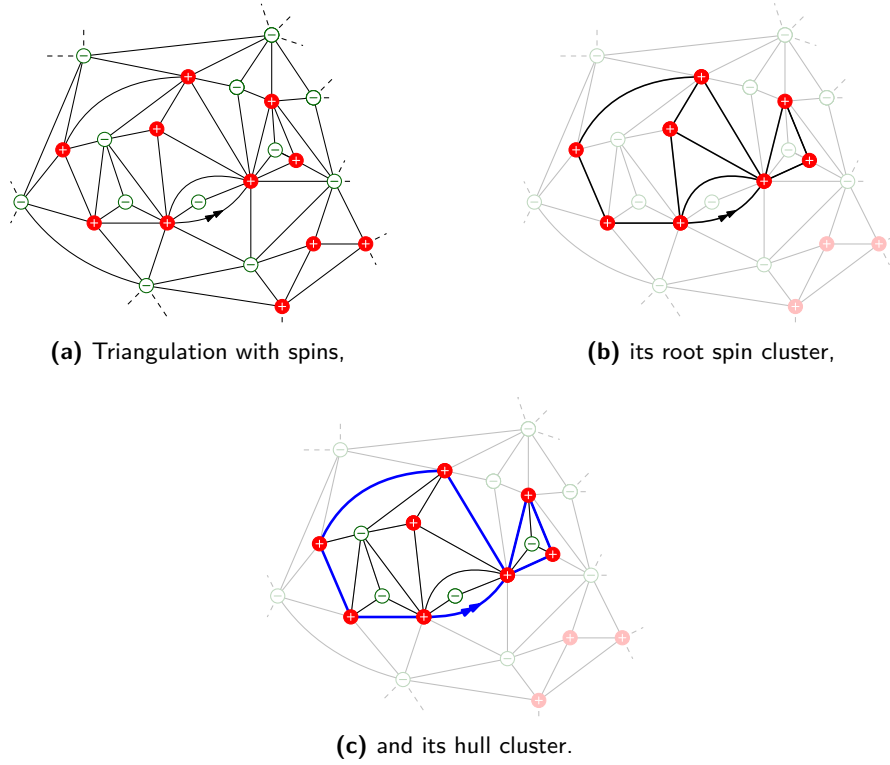 (a) Triangulation with spins,
(b) its root spin cluster,
(c) and its hull cluster.